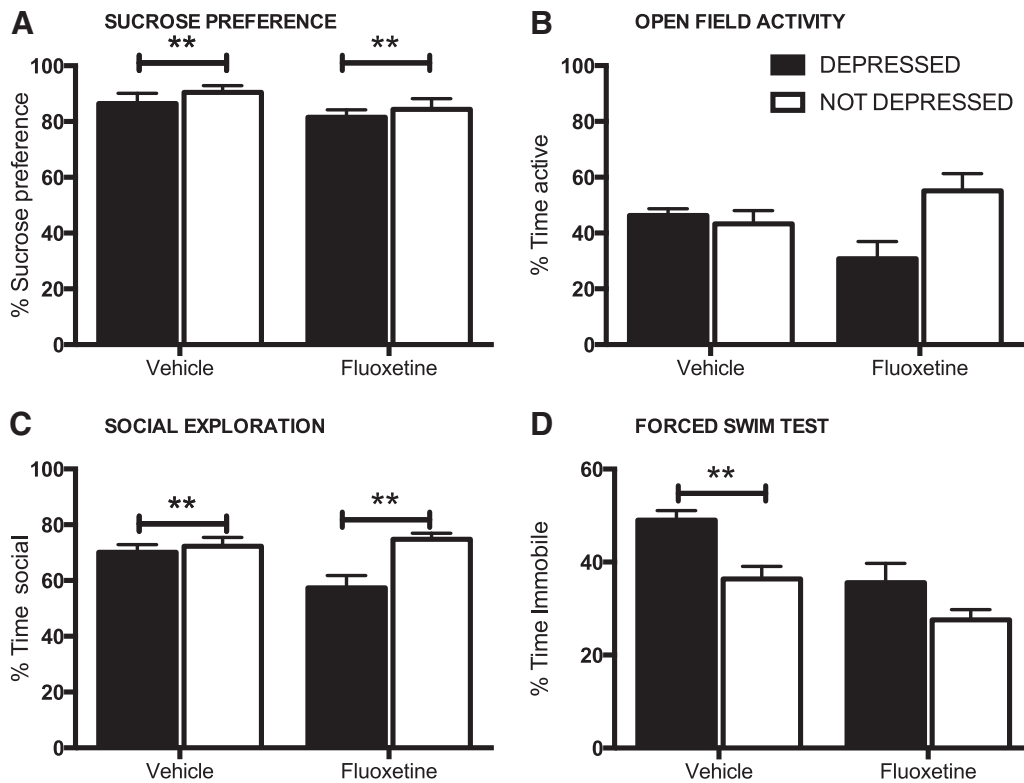 A SUCROSE PREFERENCE
**
**
100
80
60
40
20
0
% Sucrose preference
Vehicle
Fluoxetine
B OPEN FIELD ACTIVITY
DEPRESSED
NOT DEPRESSED
100
80
60
40
20
0
% Time active
Vehicle
Fluoxetine
C SOCIAL EXPLORATION
**
**
100
80
60
40
20
0
% Time social
Vehicle
Fluoxetine
D FORCED SWIM TEST
**
60
40
20
0
% Time Immobile
Vehicle
Fluoxetine